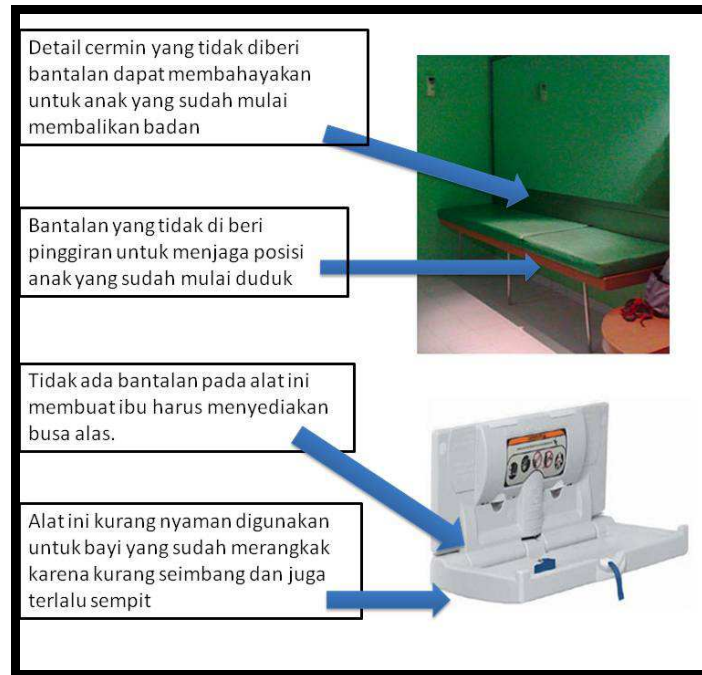 Detail cermin yang tidak diberi
bantalan dapat membahayakan
untuk anak yang sudah mulai
membalikan badan
Bantalan yang tidak di beri
pinggiran untuk menjaga posisi
anak yang sudah mulai duduk
Tidak ada bantalan pada alat ini
membuat ibu harus menyediakan
busa alas.
Alat ini kurang nyaman digunakan
untuk bayi yang sudah merangkak
karena kurang seimbang dan juga
terlalu sempit